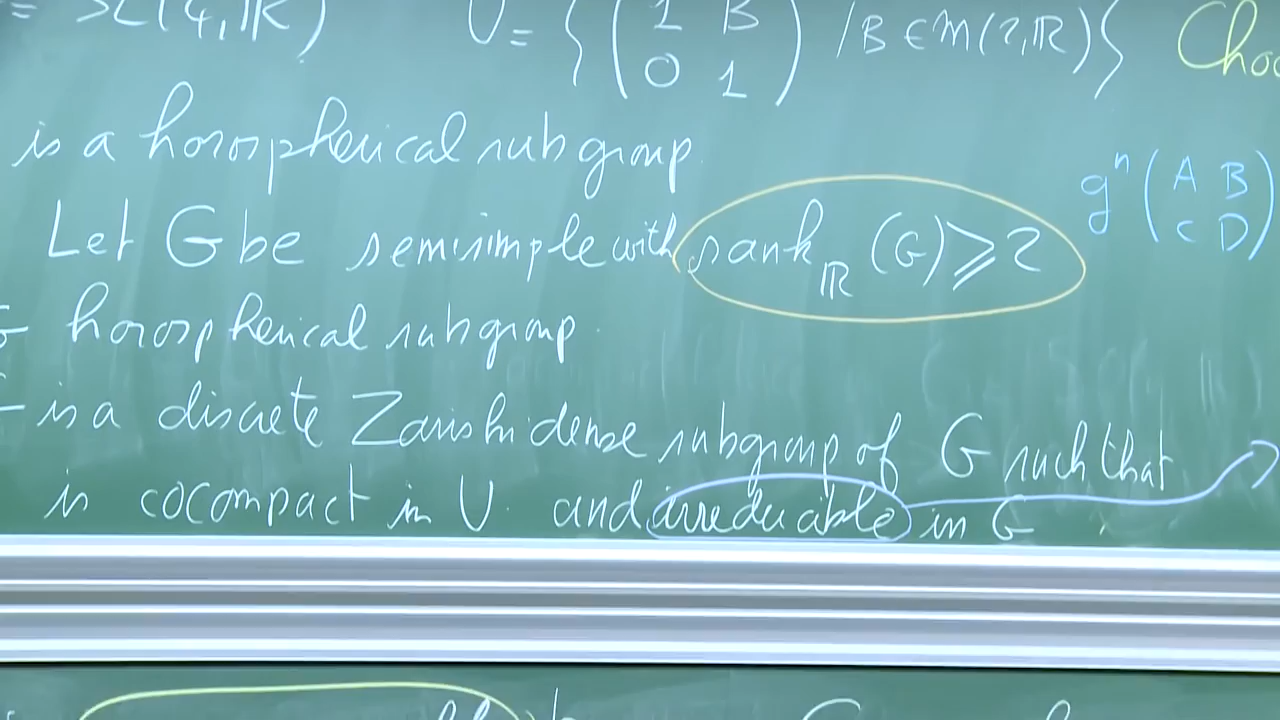 = SL(4,ℝ) U = { ( 1 B / 0 1 ) / B ∈ M(2,ℝ) }
is a horospherical subgroup.
g^n ( A B / C D )
Let G be semisimple with rank_ℝ (G) ⩾ 2
horospherical subgroup.
is a discrete Zariski dense subgroup of G such that
is cocompact in U. and irreducible in G